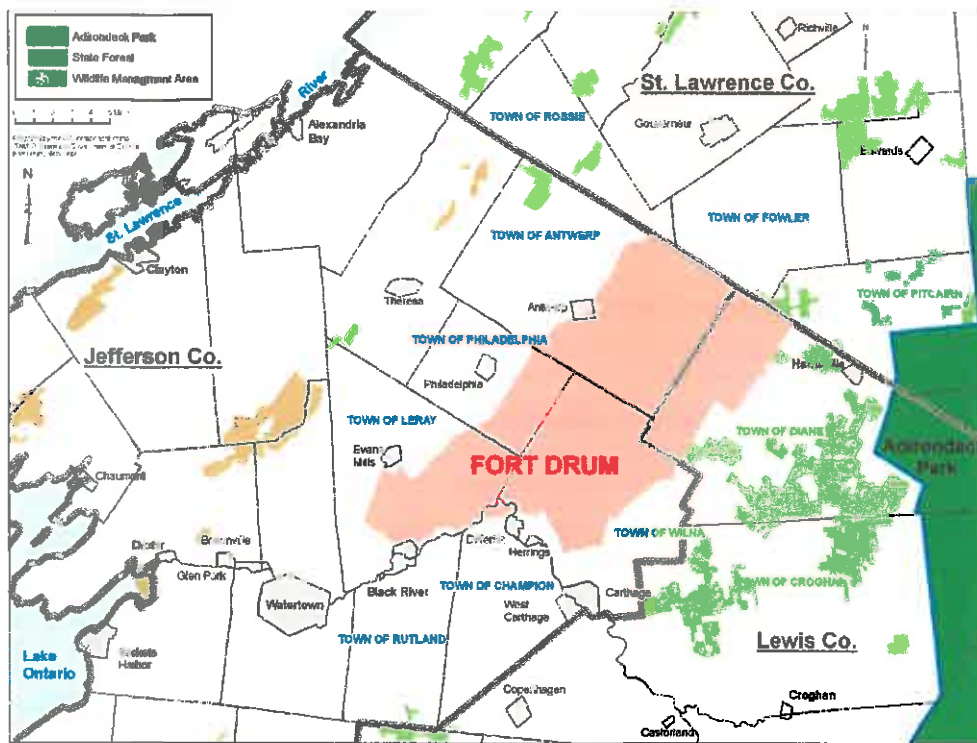 Adirondack Park
State Forest
Wildlife Managment Area
River
Alexandria
Bay
St. Lawrence
Clayton
N
Richville
St. Lawrence Co.
TOWN OF ROSSIE
Gouverneur
Edwards
TOWN OF FOWLER
TOWN OF ANTWERP
TOWN OF PITCAIRN
Theresa
TOWN OF PHILADELPHIA
Philadelphia
Jefferson Co.
TOWN OF LERAY
Evans
Mills
FORT DRUM
TOWN OF DIANE
Adirondack
Park
Chaumont
TOWN OF WILNA
Dexter
Brownville
Glen Park
Herrings
Black River
TOWN OF CHAMPION
TOWN OF CROGHAN
Watertown
West
Carthage
Carthage
TOWN OF RUTLAND
Lewis Co.
Lake
Ontario
Harbor
Copenhagen
Croghan
Castorland